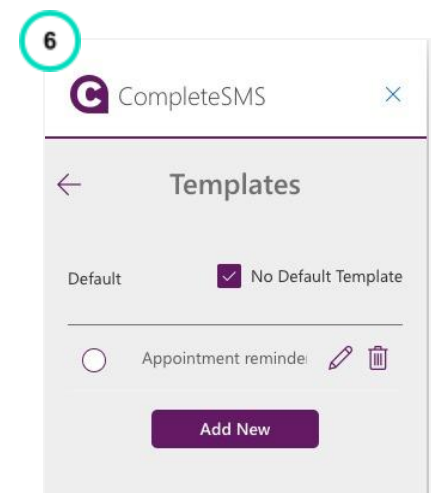 6
CompleteSMS
Templates
Default
No Default Template
Appointment reminde
Add New